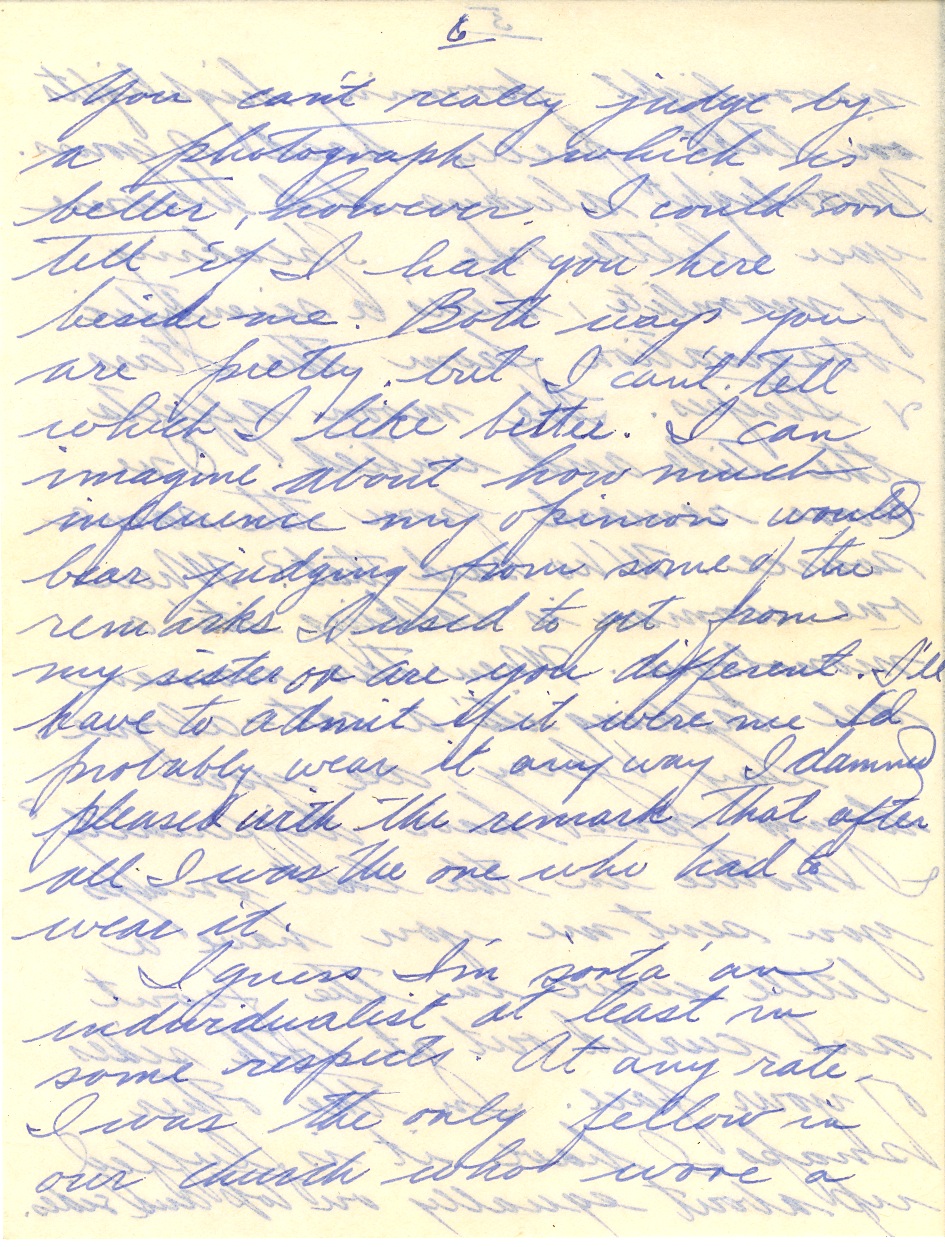 6
You can't really judge by
a photograph which is
better, however. I could soon
tell if I had you here
beside me. Both ways you
are pretty, but I can't tell
which I like better. I can
imagine about how much
influence my opinion would
bear judging from some of the
remarks I used to get from
my sister or are you different. I'll
have to admit if it were me I'd
probably wear it any way I damned
pleased with the remark that after
all I was the one who had to
wear it.
I guess I'm 'sorta' an
individualist at least in
some respects. At any rate,
I was the only fellow in
our church who wore a